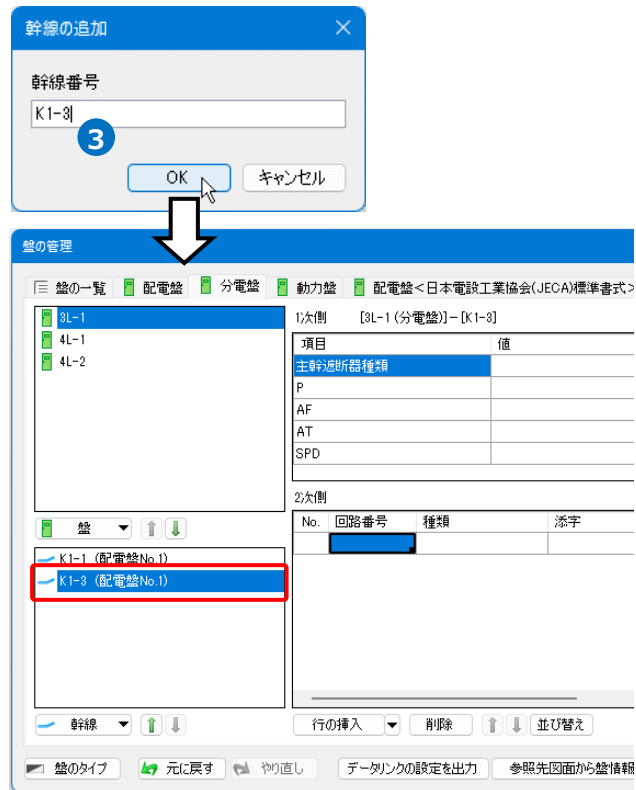 幹線の追加
幹線番号
K1-3
3
OK
キャンセル
盤の管理
盤の一覧 配電盤 分電盤 動力盤 配電盤<日本電設工業協会(JECA)標準書式>
3L-1
4L-1
4L-2
盤
K1-1 (配電盤No.1)
K1-3 (配電盤No.1)
幹線
1次側 [3L-1(分電盤)]-[K1-3]
項目 値
主幹遮断器種類
P
AF
AT
SPD
2次側
No. 回路番号 種類 添字
行の挿入 削除 並び替え
盤のタイプ 元に戻す やり直し データリンクの設定を出力 参照先図面から盤情報